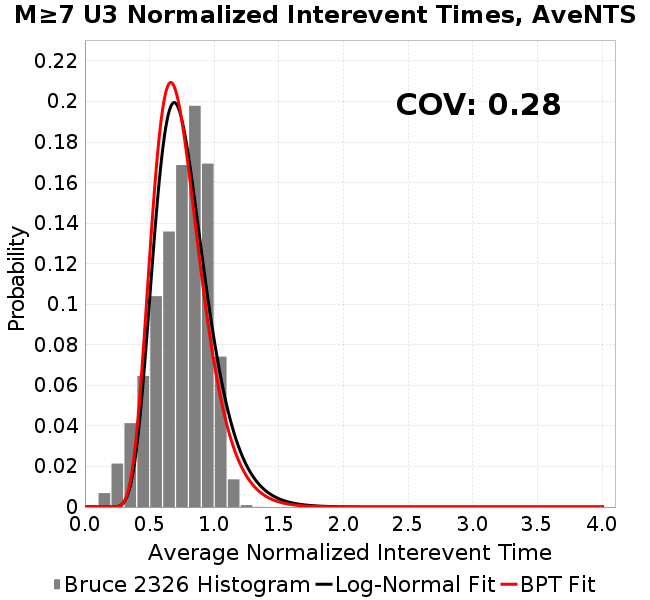 M≥7 U3 Normalized Interevent Times, AveNTS
COV: 0.28
Probability
0.22
0.2
0.18
0.16
0.14
0.12
0.1
0.08
0.06
0.04
0.02
0
0.0 0.5 1.0 1.5 2.0 2.5 3.0 3.5 4.0
Average Normalized Interevent Time
Bruce 2326 Histogram Log-Normal Fit BPT Fit